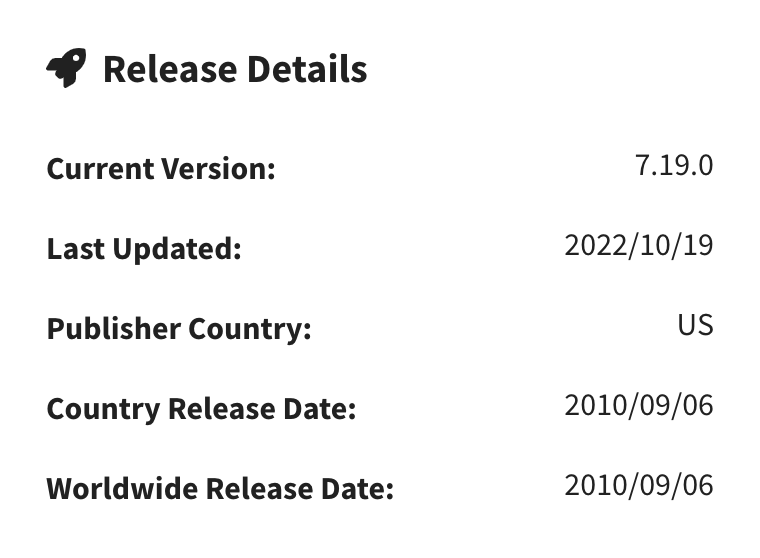 Release Details
Current Version: 7.19.0
Last Updated: 2022/10/19
Publisher Country: US
Country Release Date: 2010/09/06
Worldwide Release Date: 2010/09/06